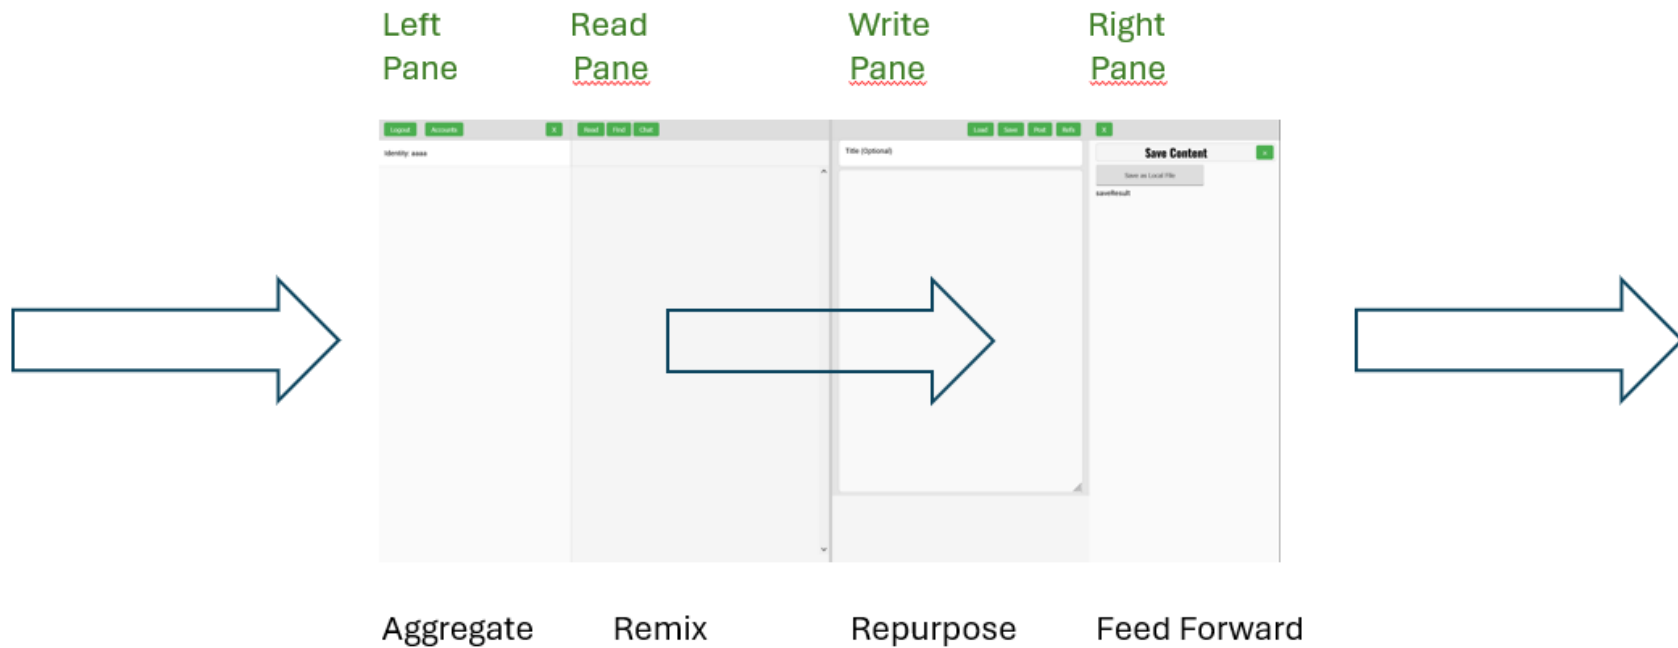 Left Pane
Read Pane
Write Pane
Right Pane
Logout Accounts X Read Find Chat Load Save Post Refs X
Identity: aaaa
Title (Optional)
Save Content
Save as Local File
saveResult
Aggregate Remix Repurpose Feed Forward